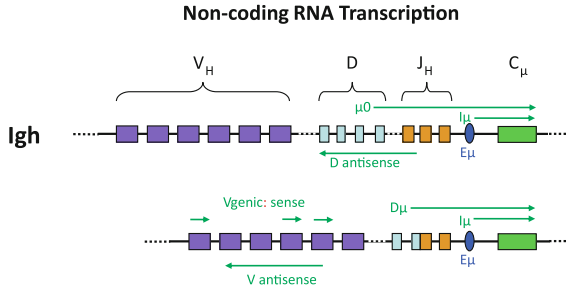 Non-coding RNA Transcription
VH D JH Cμ
μ0
Iμ
Igh
Eμ
D antisense
Vgenic: sense
Dμ
Iμ
Eμ
V antisense